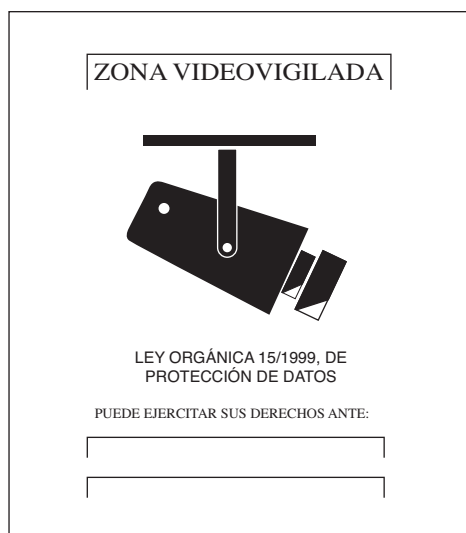 ZONA VIDEOVIGILADA
LEY ORGÁNICA 15/1999, DE
PROTECCIÓN DE DATOS
PUEDE EJERCITAR SUS DERECHOS ANTE: